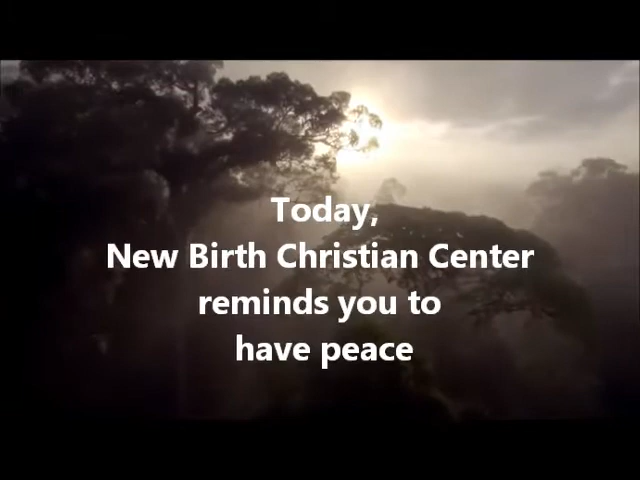 Today,
New Birth Christian Center
reminds you to
have peace